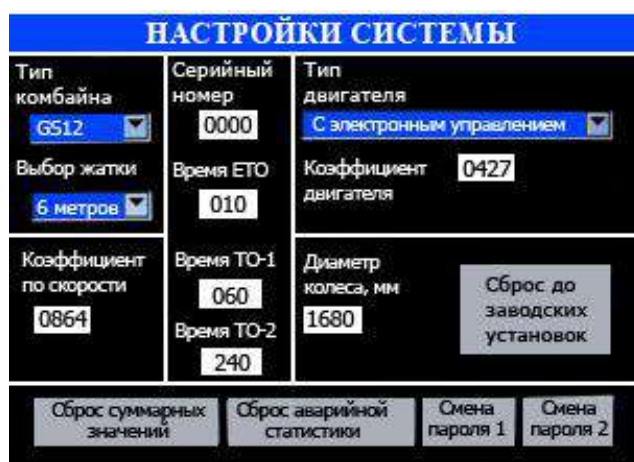 НАСТРОЙКИ СИСТЕМЫ
Тип
комбайна
GS12
Выбор жатки
6 метров
Серийный
номер
0000
Время ЕТО
010
Тип
двигателя
С электронным управлением
Коэффициент
двигателя
0427
Коэффициент
по скорости
0864
Время ТО-1
060
Время ТО-2
240
Диаметр
колеса, мм
1680
Сброс до
заводских
установок
Сброс суммарных
значений
Сброс аварийной
статистики
Смена
пароля 1
Смена
пароля 2